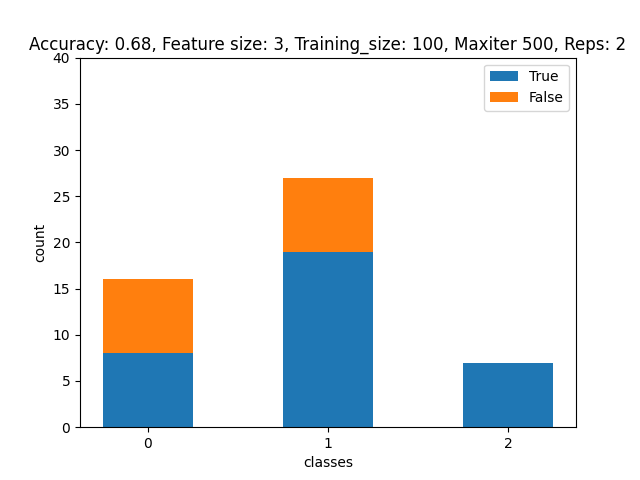 Accuracy: 0.68, Feature size: 3, Training_size: 100, Maxiter 500, Reps: 2
40
35
30
25
20
15
10
5
0
count
True
False
0 1 2
classes